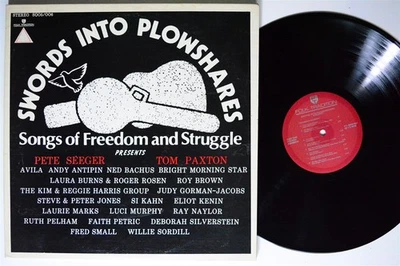 STEREO
SWORDS INTO PLOWSHARES
Songs of Freedom and Struggle
PRESENTS
PETE SEEGER TOM PAXTON
AVILA ANDY ANTIPIN NED BACHUS BRIGHT MORNING STAR
LAURA BURNS & ROGER ROSEN ROY BROWN
THE KIM & REGGIE HARRIS GROUP JUDY GORMAN-JACOBS
STEVE & PETER JONES SI KAHN ELIOT KENIN
LAURIE MARKS LUCI MURPHY RAY NAYLOR
RUTH PELHAM FAITH PETRIC DEBORAH SILVERSTEIN
FRED SMALL WILLIE SORDILL